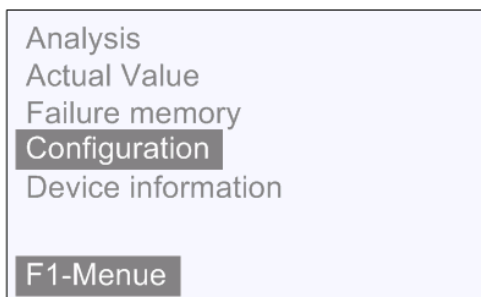 Analysis
Actual Value
Failure memory
Configuration
Device information
F1-Menue